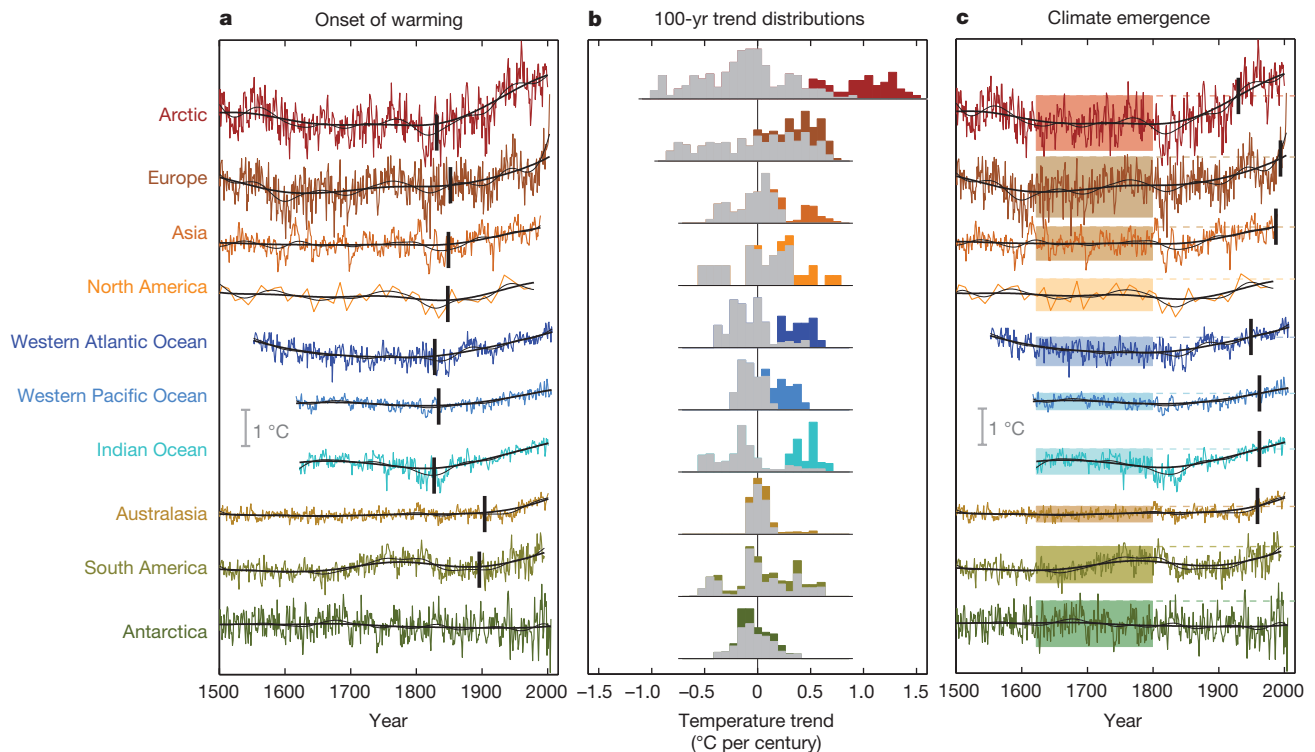 a Onset of warming
b 100-yr trend distributions
c Climate emergence
−1.5 −1.0 −0.5 0 0.5 1.0 1.5
1500 1600 1700 1800 1900 2000
1500 1600 1700 1800 1900 2000
Arctic
Europe
Asia
North America
Western Atlantic Ocean
Western Pacific Ocean
Indian Ocean
Australasia
South America
Antarctica
1 °C
1 °C
Year
Temperature trend
(°C per century)
Year